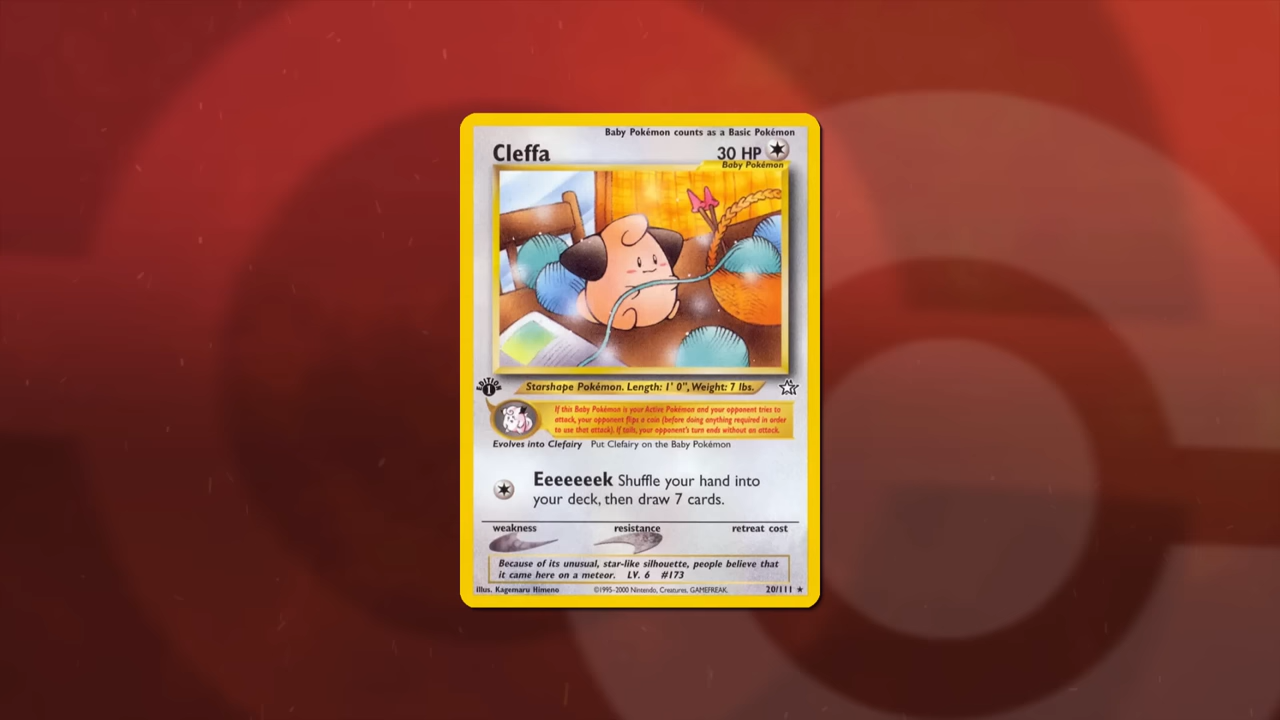 Baby Pokémon counts as a Basic Pokémon
Cleffa
30 HP
Baby Pokémon
EDITION
1
Starshape Pokémon. Length: 1' 0", Weight: 7 lbs.
If this Baby Pokémon is your Active Pokémon and your opponent tries to
attack, your opponent flips a coin (before doing anything required in order
to use that attack). If tails, your opponent's turn ends without an attack.
Evolves into Clefairy Put Clefairy on the Baby Pokémon
Eeeeeeek Shuffle your hand into
your deck, then draw 7 cards.
weakness resistance retreat cost
Because of its unusual, star-like silhouette, people believe that
it came here on a meteor. LV. 6 #173
Illus. Kagemaru Himeno ©1995-2000 Nintendo, Creatures, GAMEFREAK. 20/111 ★